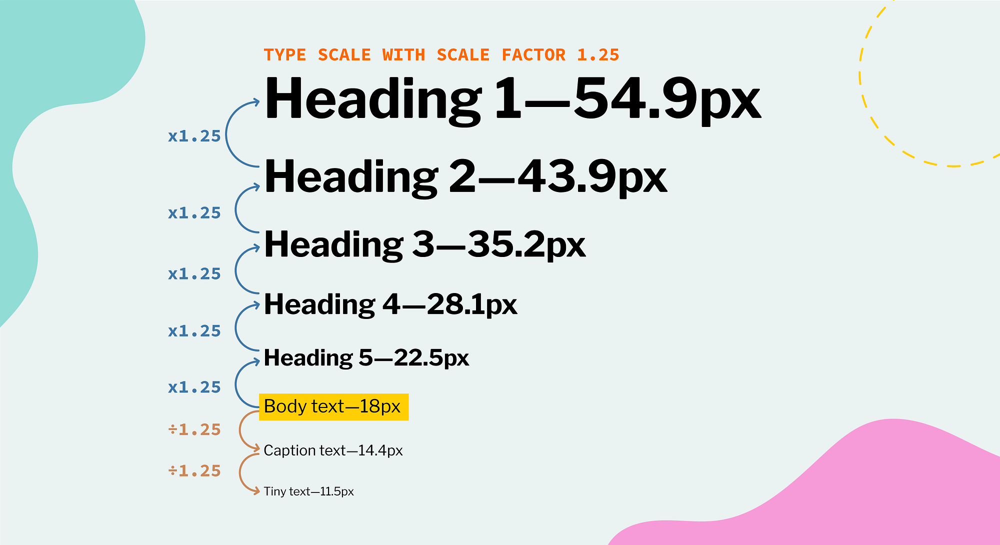 TYPE SCALE WITH SCALE FACTOR 1.25
Heading 1—54.9px
x1.25
Heading 2—43.9px
x1.25
Heading 3—35.2px
x1.25
Heading 4—28.1px
x1.25
Heading 5—22.5px
x1.25
Body text—18px
÷1.25
Caption text—14.4px
÷1.25
Tiny text—11.5px